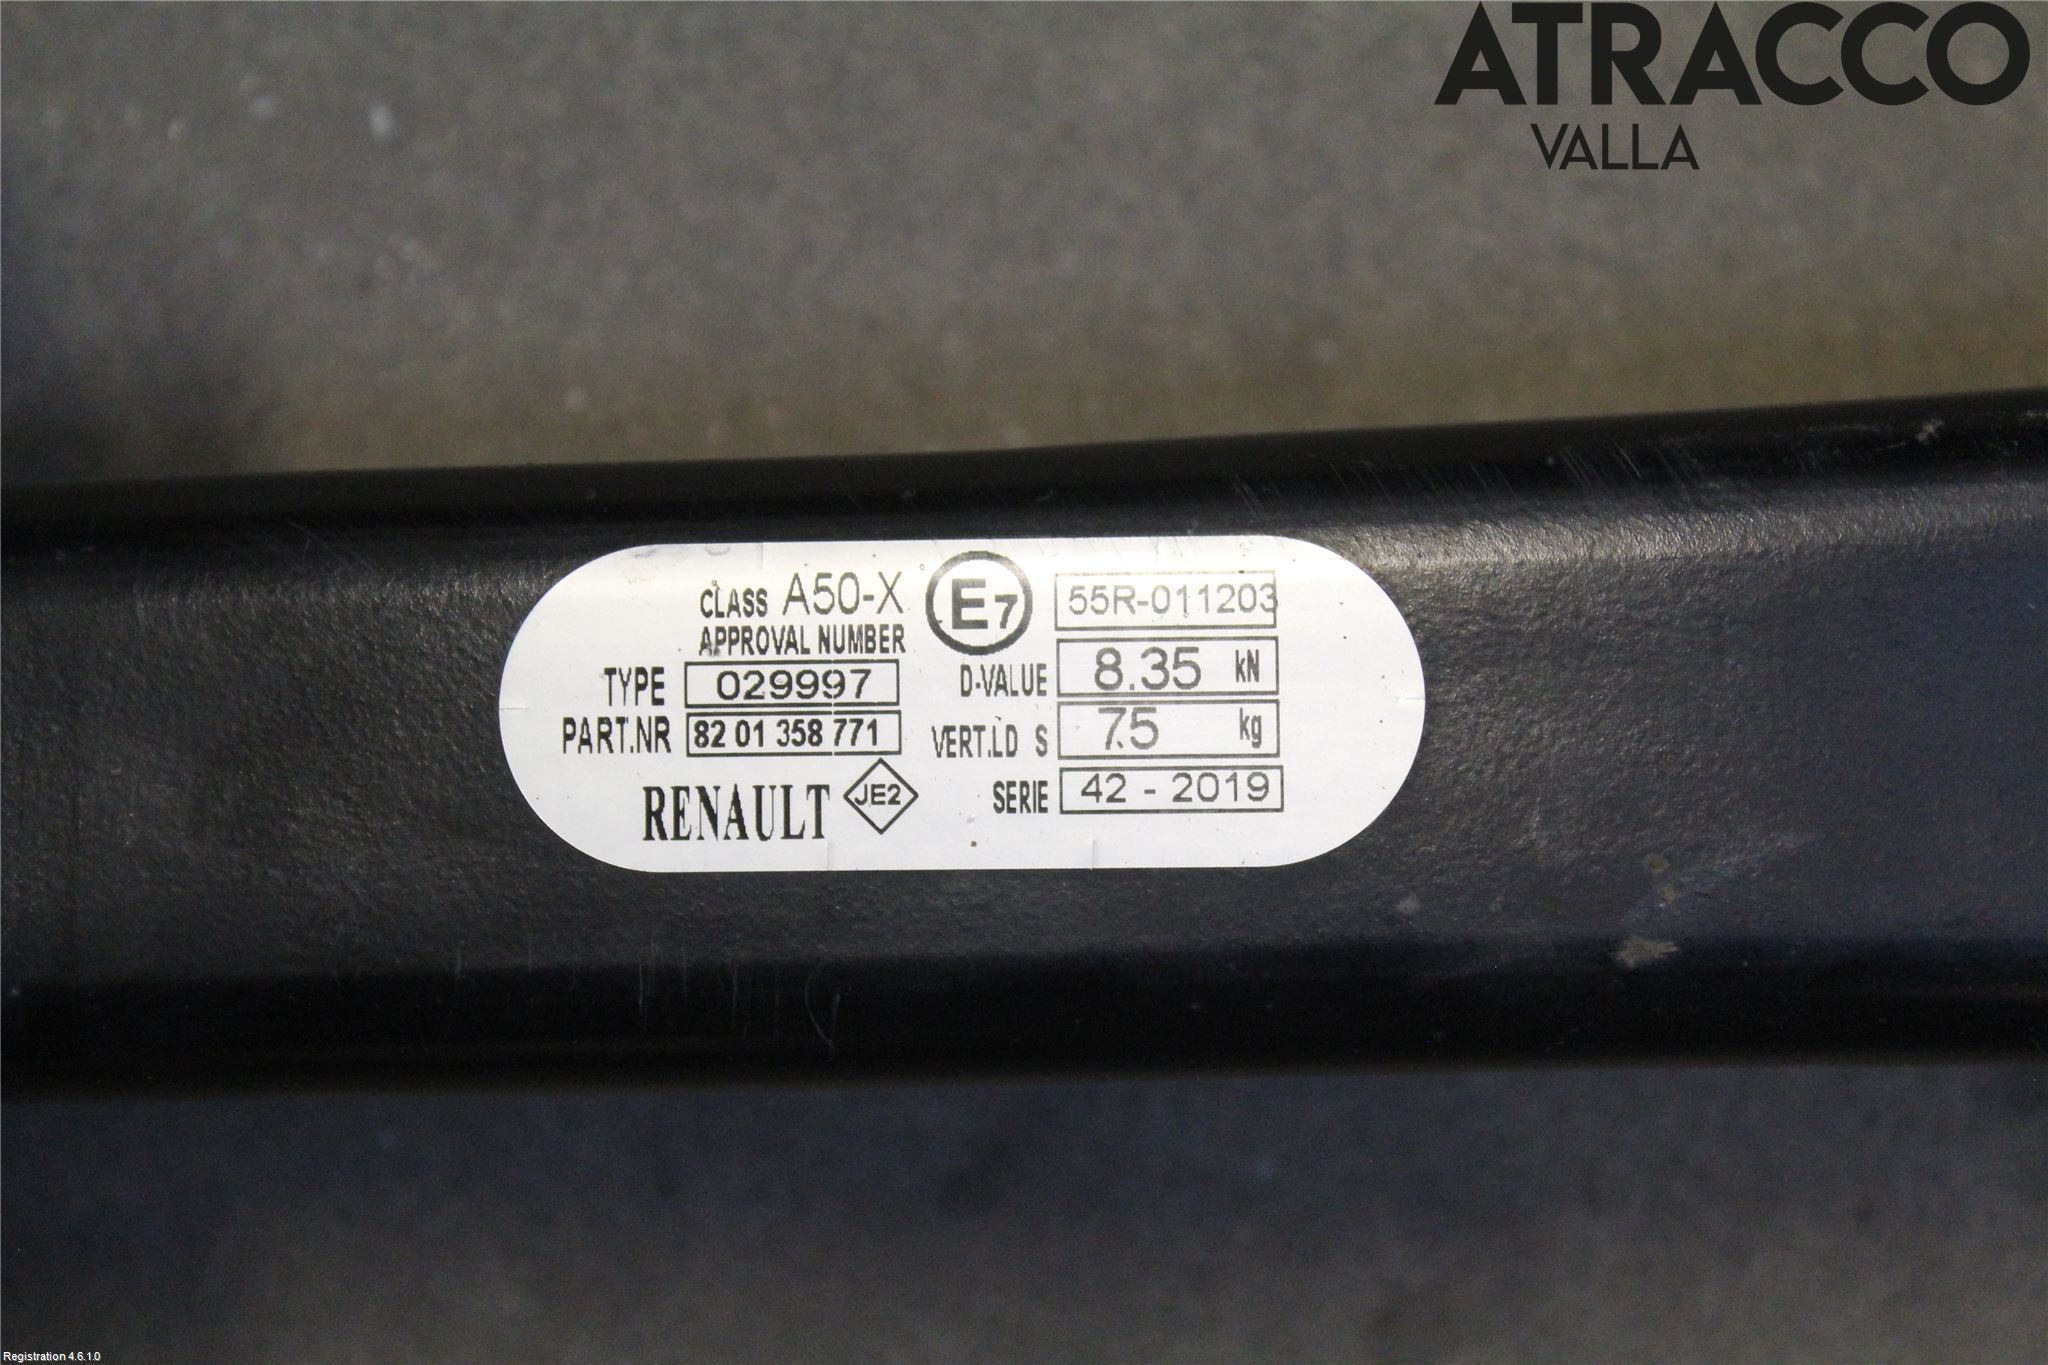 ATRACCO
VALLA
CLASS A50-X
APPROVAL NUMBER
E7
55R-011203
TYPE 029997
D-VALUE 8.35 kN
PART.NR 82 01 358 771
VERT.LD S 75 kg
RENAULT JE2
SERIE 42 - 2019
Registration 4.6.1.0